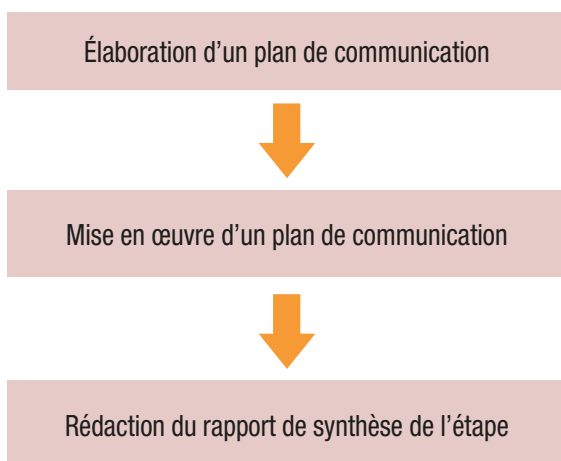 Élaboration d’un plan de communication
Mise en œuvre d’un plan de communication
Rédaction du rapport de synthèse de l’étape